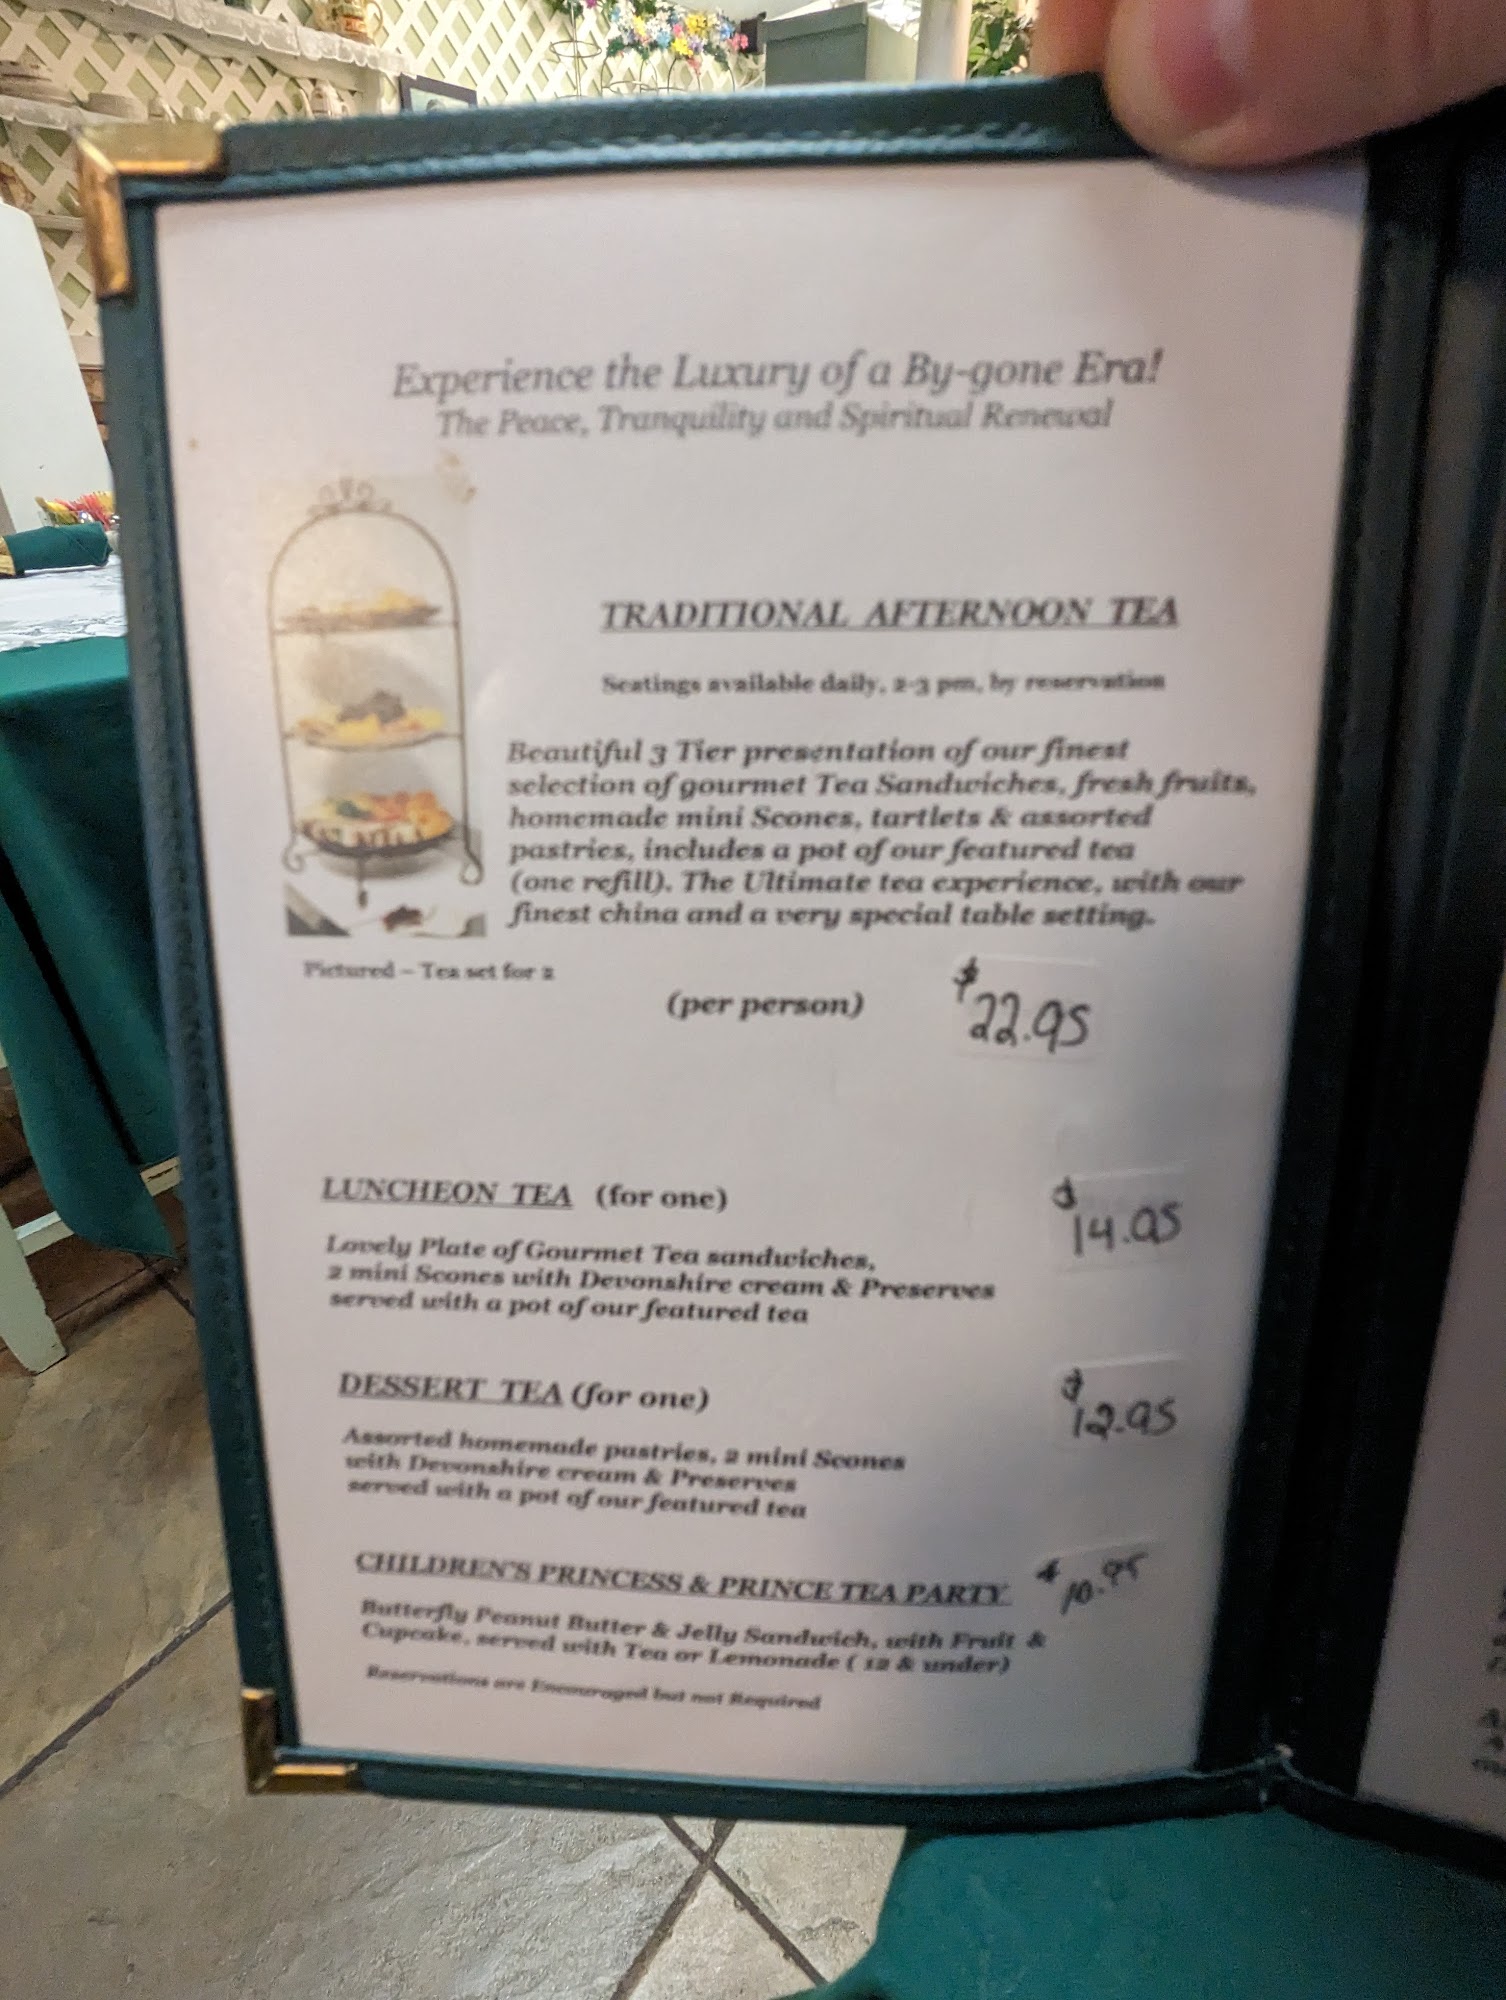 Experience the Luxury of a By-gone Era!
The Peace, Tranquility and Spiritual Renewal
TRADITIONAL AFTERNOON TEA
Seatings available daily, 2-3 pm, by reservation
Beautiful 3 Tier presentation of our finest
selection of gourmet Tea Sandwiches, fresh fruits,
homemade mini Scones, tartlets & assorted
pastries, includes a pot of our featured tea
(one refill). The Ultimate tea experience, with our
finest china and a very special table setting.
Pictured – Tea set for 2
(per person) $22.95
LUNCHEON TEA (for one) $14.95
Lovely Plate of Gourmet Tea sandwiches,
2 mini Scones with Devonshire cream & Preserves
served with a pot of our featured tea
DESSERT TEA (for one) $12.95
Assorted homemade pastries, 2 mini Scones
with Devonshire cream & Preserves
served with a pot of our featured tea
CHILDREN'S PRINCESS & PRINCE TEA PARTY $10.95
Butterfly Peanut Butter & Jelly Sandwich, with Fruit &
Cupcake, served with Tea or Lemonade ( 12 & under)
Reservations are Encouraged but not Required